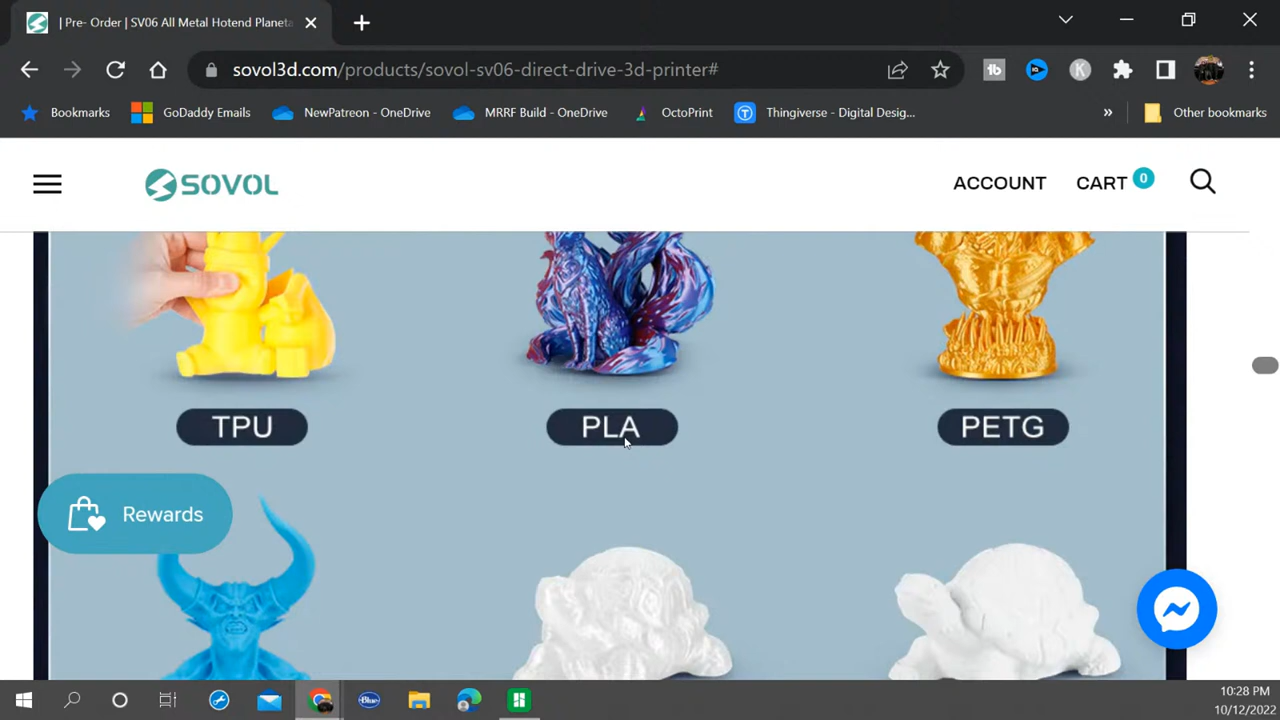 | Pre- Order | SV06 All Metal Hotend Planeta
sovol3d.com/products/sovol-sv06-direct-drive-3d-printer#
Bookmarks GoDaddy Emails NewPatreon - OneDrive MRRF Build - OneDrive OctoPrint Thingiverse - Digital Desig... » Other bookmarks
SOVOL ACCOUNT CART 0
TPU PLA PETG
Rewards
10:28 PM
10/12/2022